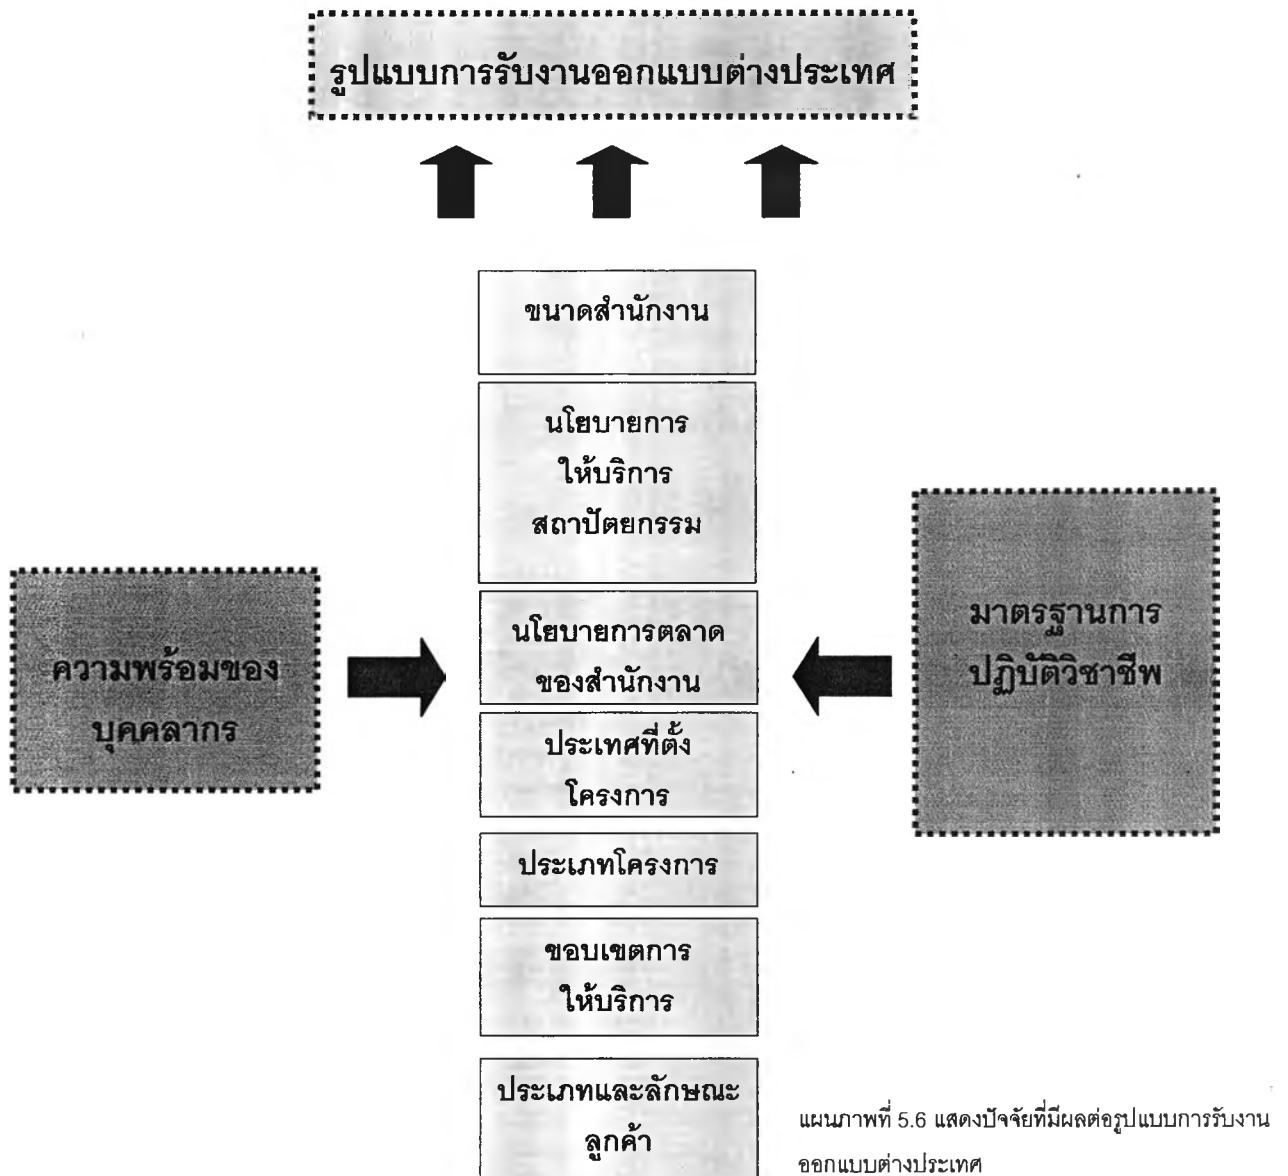 รูปแบบการรับงานออกแบบต่างประเทศ
ขนาดสำนักงาน
นโยบายการ
ให้บริการ
สถาปัตยกรรม
นโยบายการตลาด
ของสำนักงาน
ประเทศที่ตั้ง
โครงการ
ประเภทโครงการ
ขอบเขตการ
ให้บริการ
ประเภทและลักษณะ
ลูกค้า
ความพร้อมของ
บุคคลากร
มาตรฐานการ
ปฏิบัติวิชาชีพ
แผนภาพที่ 5.6 แสดงปัจจัยที่มีผลต่อรูปแบบการรับงาน
ออกแบบต่างประเทศ